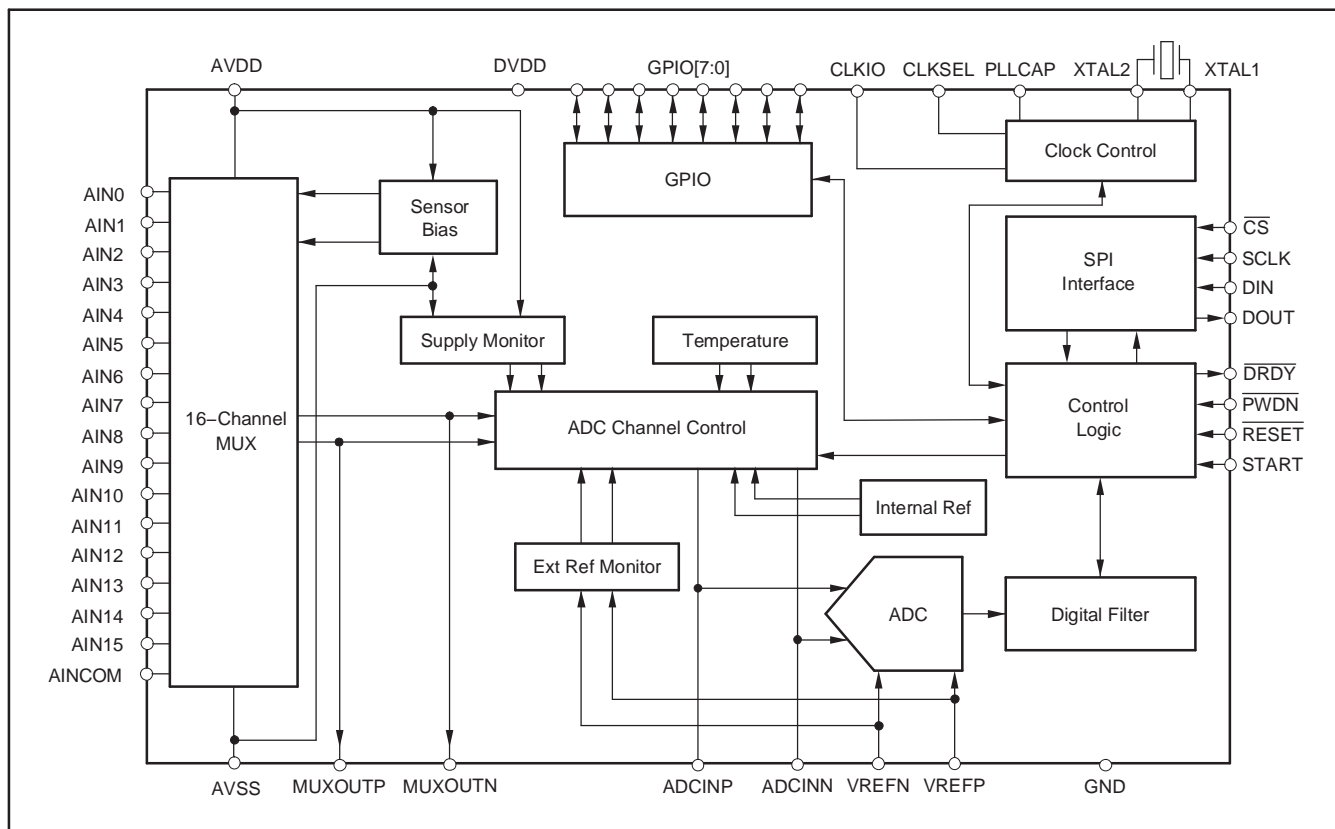 AVDD
DVDD
GPIO[7:0]
CLKIO
CLKSEL
PLLCAP
XTAL2
XTAL1
Clock Control
GPIO
AIN0
AIN1
AIN2
AIN3
AIN4
AIN5
AIN6
AIN7
AIN8
AIN9
AIN10
AIN11
AIN12
AIN13
AIN14
AIN15
AINCOM
16−Channel
MUX
Sensor
Bias
Supply Monitor
Temperature
ADC Channel Control
SPI
Interface
CS
SCLK
DIN
DOUT
Control
Logic
DRDY
PWDN
RESET
START
Internal Ref
Ext Ref Monitor
ADC
Digital Filter
AVSS
MUXOUTP
MUXOUTN
ADCINP
ADCINN
VREFN
VREFP
GND